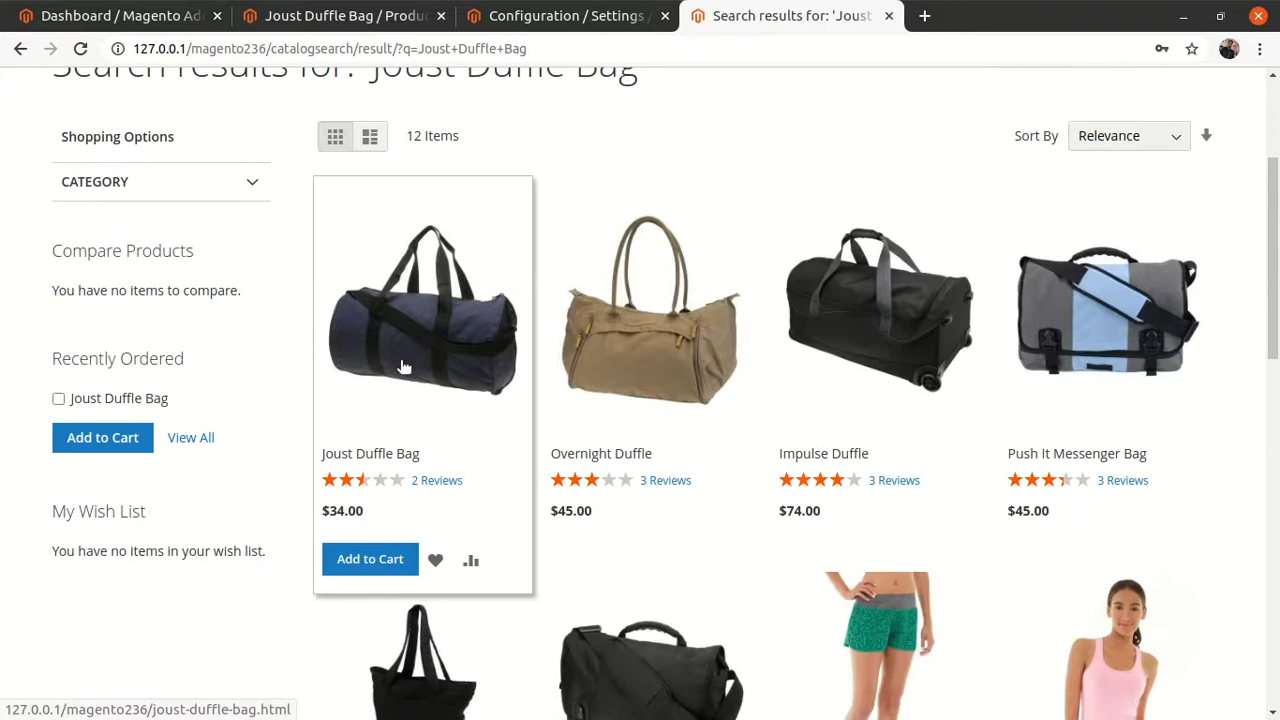 Dashboard / Magento Ad
Joust Duffle Bag / Produ
Configuration / Settings /
Search results for: 'Joust
127.0.0.1/magento236/catalogsearch/result/?q=Joust+Duffle+Bag
Search results for: 'Joust Duffle Bag'
Shopping Options
CATEGORY
Compare Products
You have no items to compare.
Recently Ordered
Joust Duffle Bag
Add to Cart
View All
My Wish List
You have no items in your wish list.
12 Items
Sort By
Relevance
Joust Duffle Bag
2 Reviews
$34.00
Add to Cart
Overnight Duffle
3 Reviews
$45.00
Impulse Duffle
3 Reviews
$74.00
Push It Messenger Bag
3 Reviews
$45.00
127.0.0.1/magento236/joust-duffle-bag.html